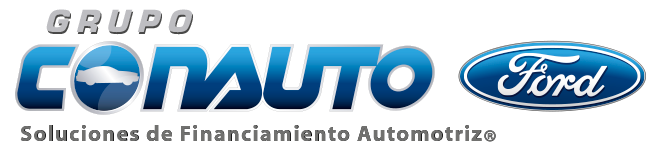 GRUPO
CONAUTO
Ford
Soluciones de Financiamiento Automotriz®